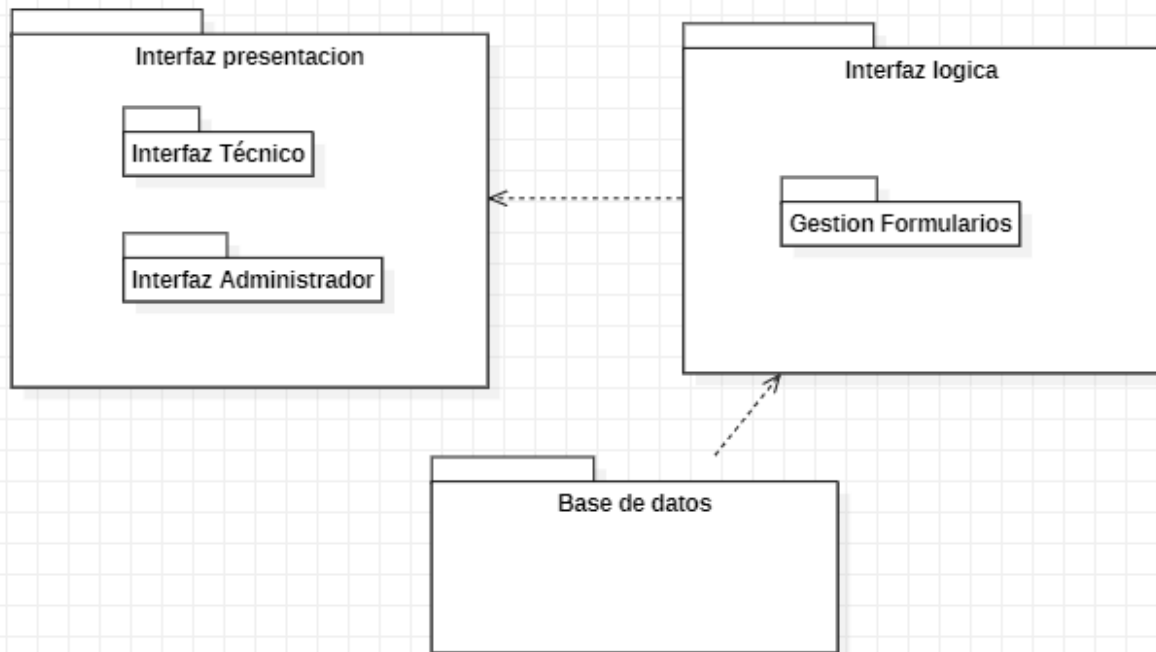 Interfaz presentacion
Interfaz Técnico
Interfaz Administrador
Interfaz logica
Gestion Formularios
Base de datos